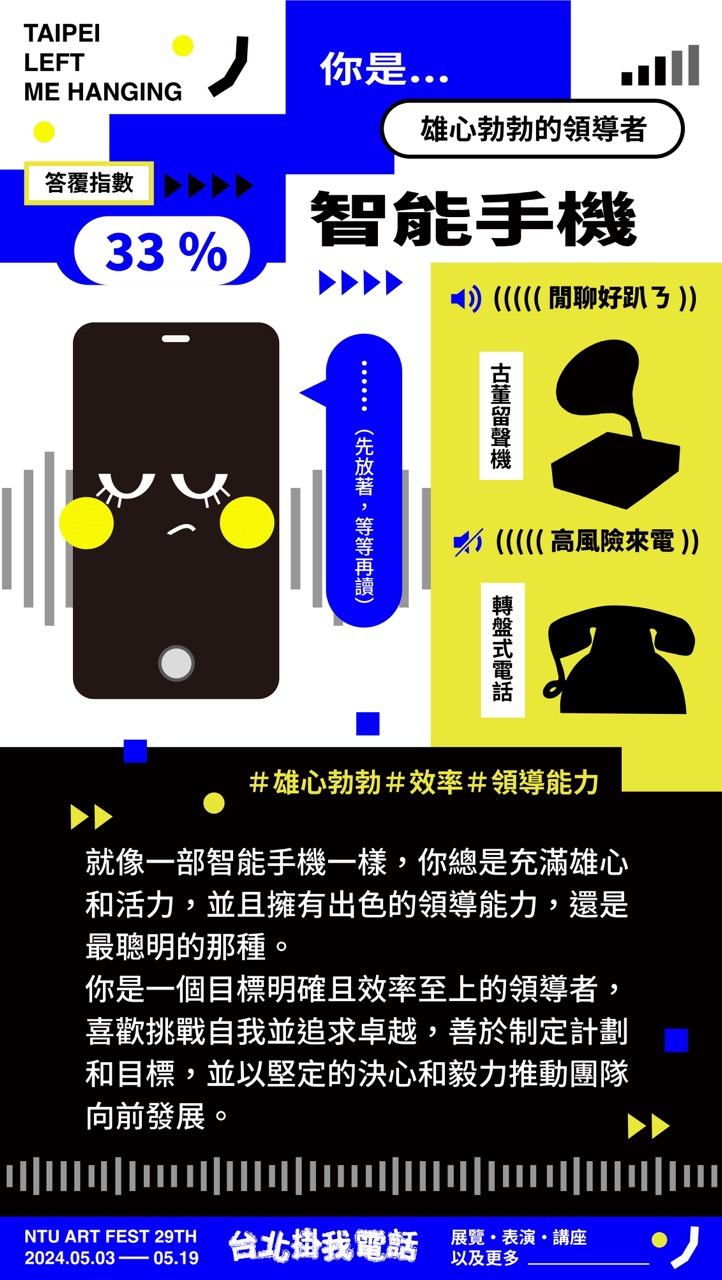 TAIPEI
LEFT
ME HANGING
你是...
雄心勃勃的領導者
答覆指數
33 %
智能手機
......（先放著，等等再讀）
((((( 閒聊好趴ㄋ ))
古董留聲機
((((( 高風險來電 ))
轉盤式電話
＃雄心勃勃＃效率＃領導能力
就像一部智能手機一樣，你總是充滿雄心
和活力，並且擁有出色的領導能力，還是
最聰明的那種。
你是一個目標明確且效率至上的領導者，
喜歡挑戰自我並追求卓越，善於制定計劃
和目標，並以堅定的決心和毅力推動團隊
向前發展。
NTU ART FEST 29TH
2024.05.03 — 05.19
台北掛我電話
展覽・表演・講座
以及更多